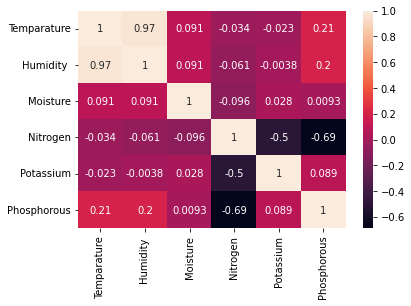 Temparature 1 0.97 0.091 -0.034 -0.023 0.21
Humidity 0.97 1 0.091 -0.061 -0.0038 0.2
Moisture 0.091 0.091 1 -0.096 0.028 0.0093
Nitrogen -0.034 -0.061 -0.096 1 -0.5 -0.69
Potassium -0.023 -0.0038 0.028 -0.5 1 0.089
Phosphorous 0.21 0.2 0.0093 -0.69 0.089 1
Temparature Humidity Moisture Nitrogen Potassium Phosphorous
1.0
0.8
0.6
0.4
0.2
0.0
−0.2
−0.4
−0.6